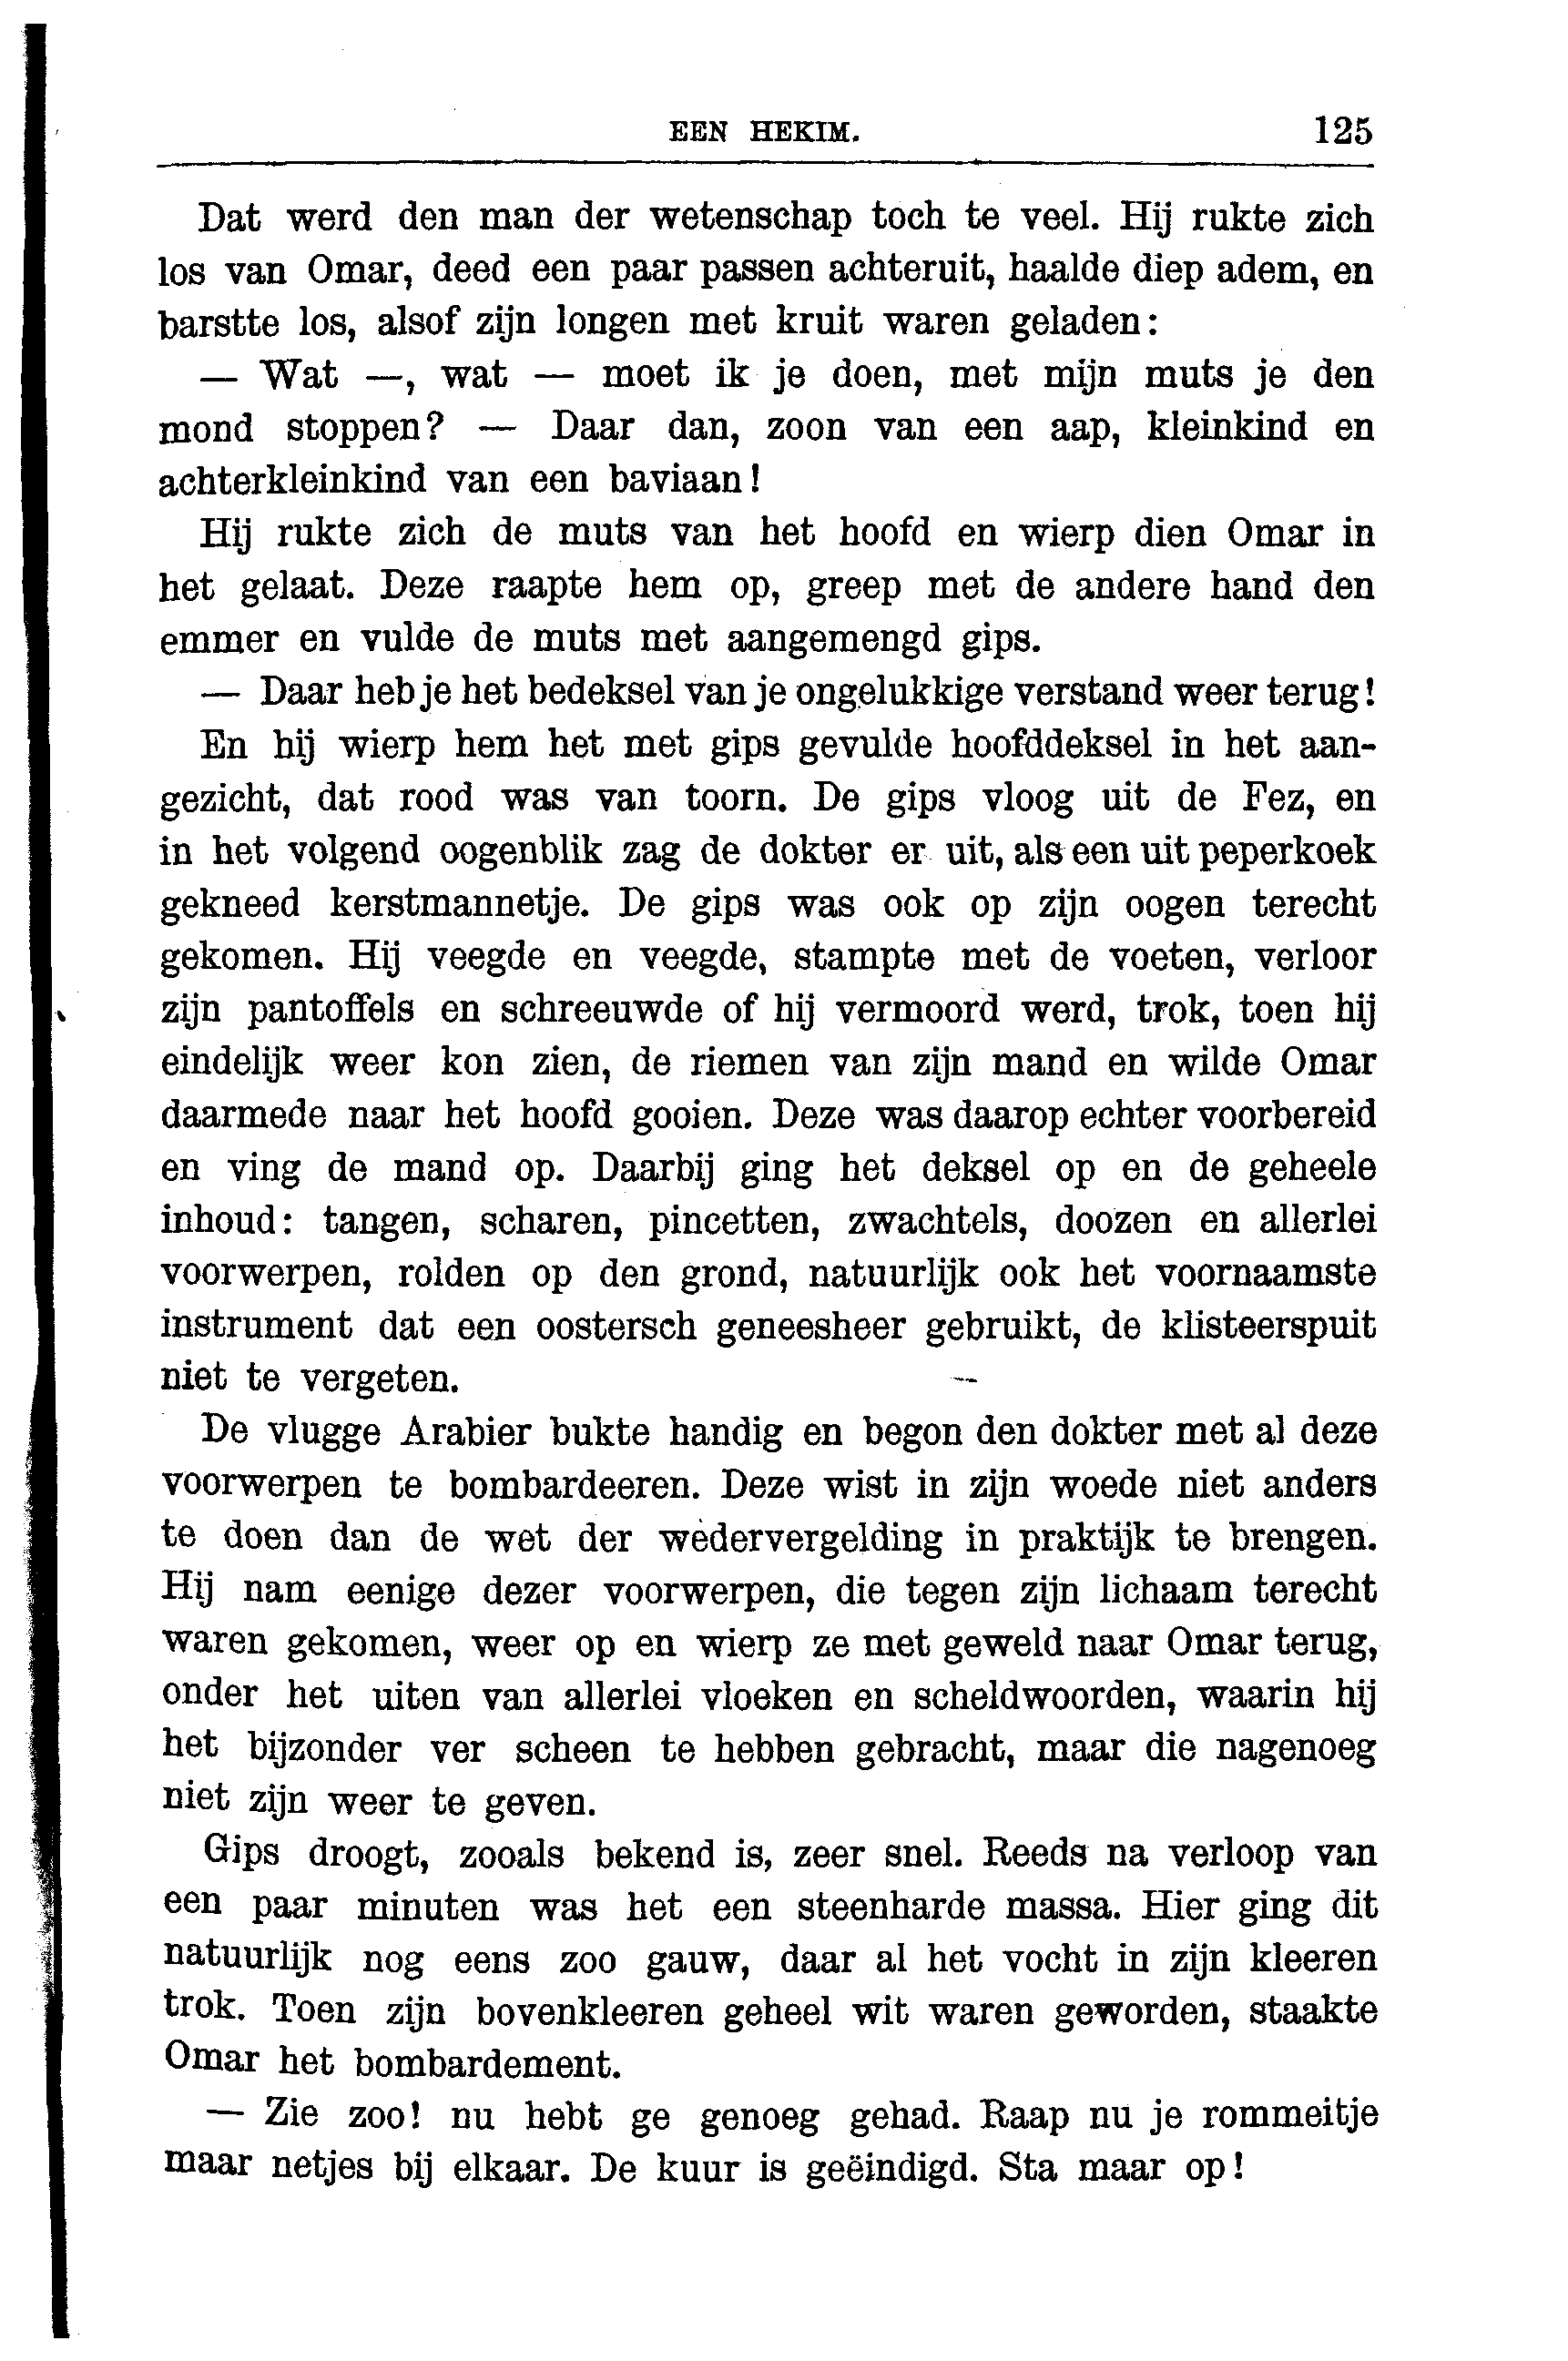 EEN HEKIM. 125
Dat werd den man der wetenschap toch te veel. Hij rukte zich
los van Omar, deed een paar passen achteruit, haalde diep adem, en
barstte los, alsof zijn longen met kruit waren geladen:
— Wat —, wat — moet ik je doen, met mijn muts je den
mond stoppen? — Daar dan, zoon van een aap, kleinkind en
achterkleinkind van een baviaan!
Hij rukte zich de muts van het hoofd en wierp dien Omar in
het gelaat. Deze raapte hem op, greep met de andere hand den
emmer en vulde de muts met aangemengd gips.
— Daar heb je het bedeksel van je ongelukkige verstand weer terug!
En hij wierp hem het met gips gevulde hoofddeksel in het aan-
gezicht, dat rood was van toorn. De gips vloog uit de Fez, en
in het volgend oogenblik zag de dokter er uit, als een uit peperkoek
gekneed kerstmannetje. De gips was ook op zijn oogen terecht
gekomen. Hij veegde en veegde, stampte met de voeten, verloor
zijn pantoffels en schreeuwde of hij vermoord werd, trok, toen hij
eindelijk weer kon zien, de riemen van zijn mand en wilde Omar
daarmede naar het hoofd gooien. Deze was daarop echter voorbereid
en ving de mand op. Daarbij ging het deksel op en de geheele
inhoud: tangen, scharen, pincetten, zwachtels, doozen en allerlei
voorwerpen, rolden op den grond, natuurlijk ook het voornaamste
instrument dat een oostersch geneesheer gebruikt, de klisteerspuit
niet te vergeten.
De vlugge Arabier bukte handig en begon den dokter met al deze
voorwerpen te bombardeeren. Deze wist in zijn woede niet anders
te doen dan de wet der wedervergelding in praktijk te brengen.
Hij nam eenige dezer voorwerpen, die tegen zijn lichaam terecht
waren gekomen, weer op en wierp ze met geweld naar Omar terug,
onder het uiten van allerlei vloeken en scheldwoorden, waarin hij
het bijzonder ver scheen te hebben gebracht, maar die nagenoeg
niet zijn weer te geven.
Gips droogt, zooals bekend is, zeer snel. Reeds na verloop van
een paar minuten was het een steenharde massa. Hier ging dit
natuurlijk nog eens zoo gauw, daar al het vocht in zijn kleeren
trok. Toen zijn bovenkleeren geheel wit waren geworden, staakte
Omar het bombardement.
— Zie zoo! nu hebt ge genoeg gehad. Raap nu je rommeitje
maar netjes bij elkaar. De kuur is geëindigd. Sta maar op!